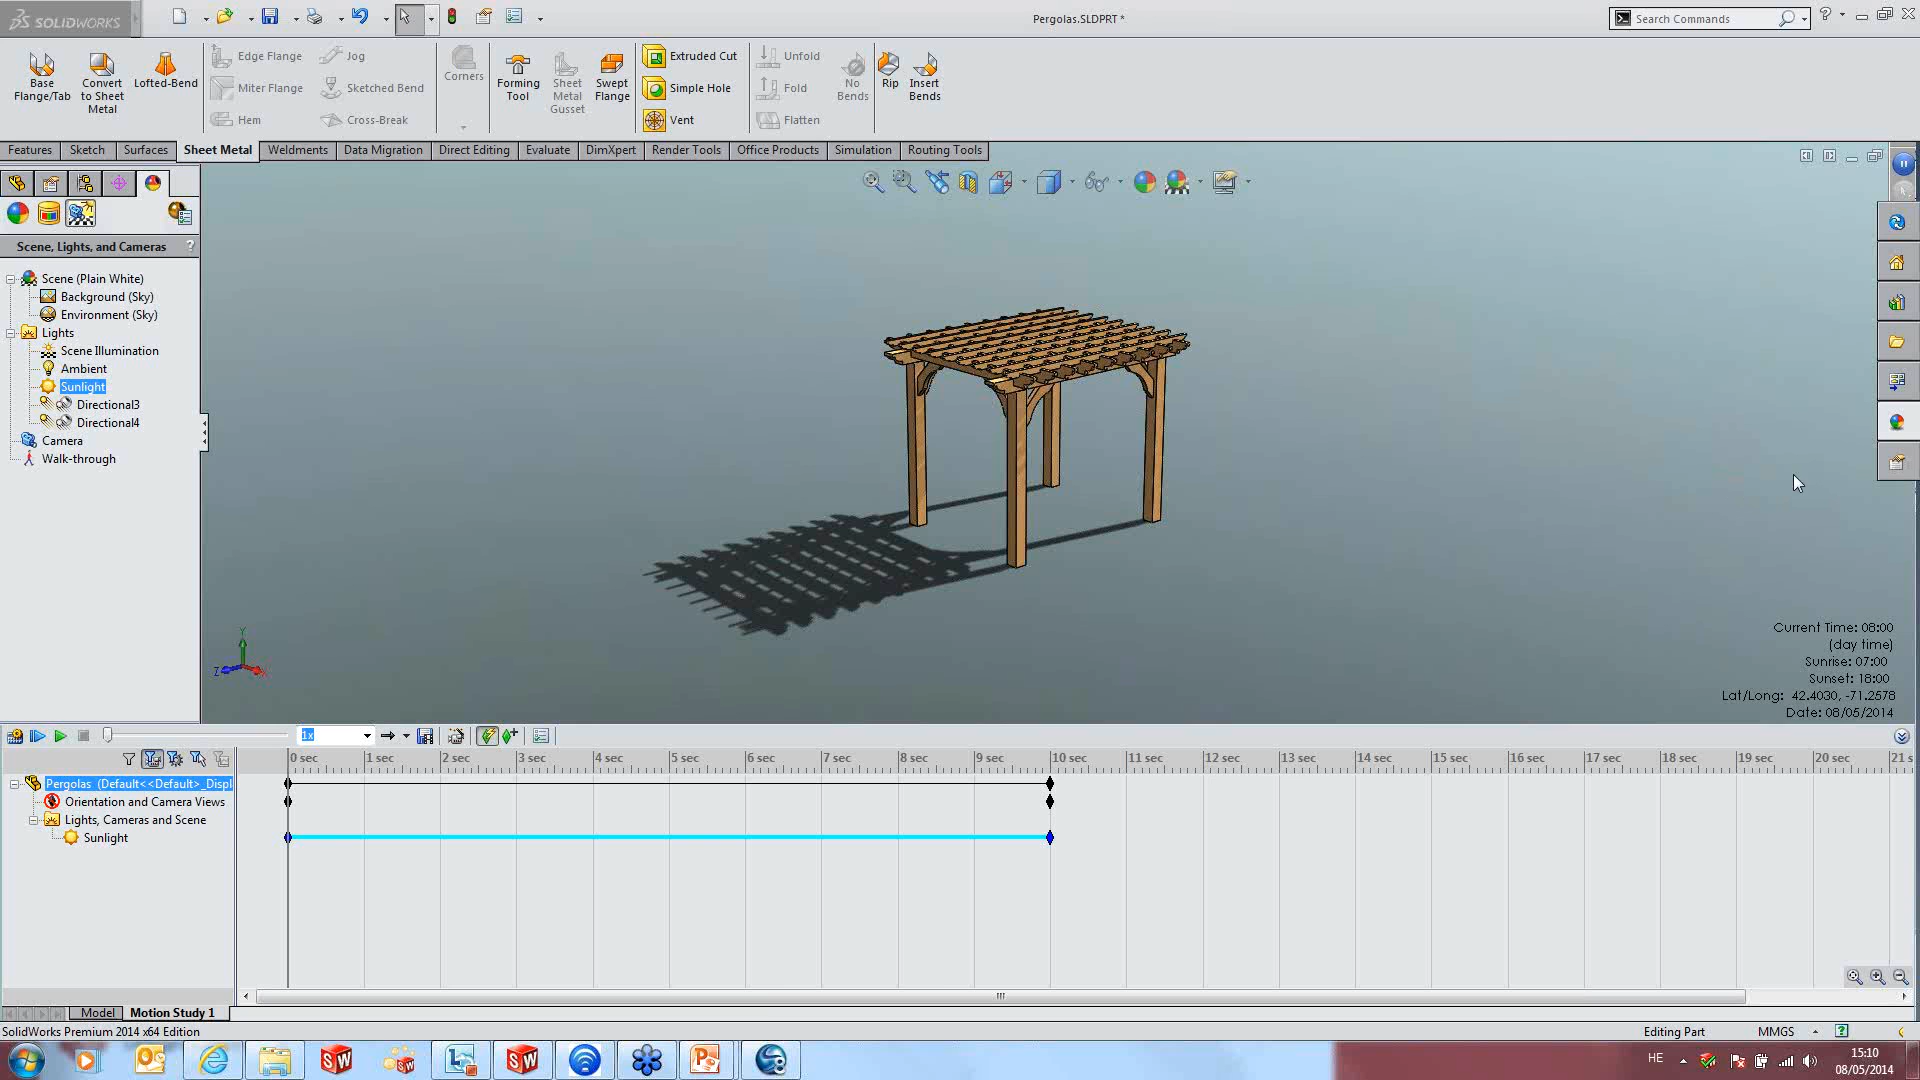 SOLIDWORKS
Pergolas.SLDPRT *
Search Commands
Base Flange/Tab
Convert to Sheet Metal
Lofted-Bend
Edge Flange
Miter Flange
Hem
Jog
Sketched Bend
Cross-Break
Corners
Forming Tool
Sheet Metal Gusset
Swept Flange
Extruded Cut
Simple Hole
Vent
Unfold
Fold
Flatten
No Bends
Rip
Insert Bends
Features Sketch Surfaces Sheet Metal Weldments Data Migration Direct Editing Evaluate DimXpert Render Tools Office Products Simulation Routing Tools
Scene, Lights, and Cameras ?
Scene (Plain White)
Background (Sky)
Environment (Sky)
Lights
Scene Illumination
Ambient
Sunlight
Directional3
Directional4
Camera
Walk-through
Y
Z
X
Current Time: 08:00
(day time)
Sunrise: 07:00
Sunset: 18:00
Lat/Long: 42.4030, -71.2578
Date: 08/05/2014
1x
0 sec 1 sec 2 sec 3 sec 4 sec 5 sec 6 sec 7 sec 8 sec 9 sec 10 sec 11 sec 12 sec 13 sec 14 sec 15 sec 16 sec 17 sec 18 sec 19 sec 20 sec 21 s
Pergolas (Default<<Default>_Displ
Orientation and Camera Views
Lights, Cameras and Scene
Sunlight
Model Motion Study 1
SolidWorks Premium 2014 x64 Edition
Editing Part
MMGS
HE
15:10
08/05/2014